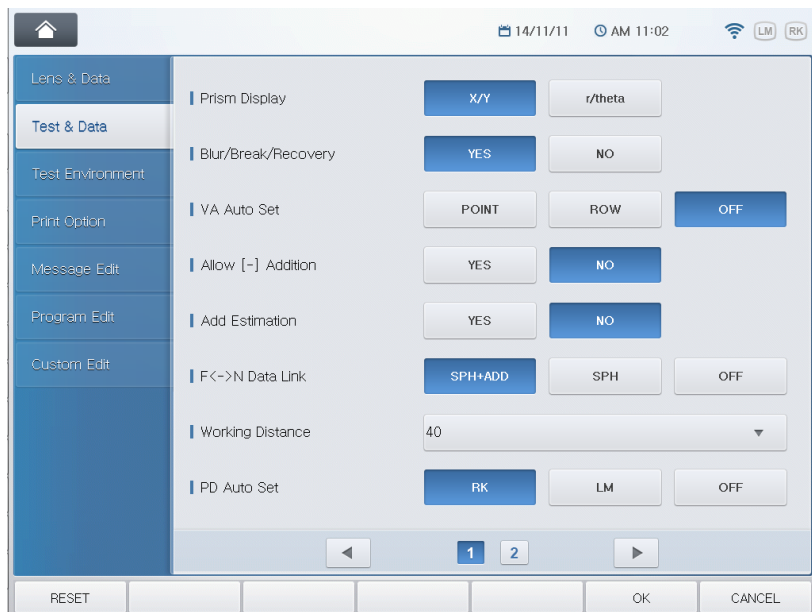 14/11/11 AM 11:02 LM RK
Lens & Data
Test & Data
Test Environment
Print Option
Message Edit
Program Edit
Custom Edit
Prism Display X/Y r/theta
Blur/Break/Recovery YES NO
VA Auto Set POINT ROW OFF
Allow [-] Addition YES NO
Add Estimation YES NO
F<->N Data Link SPH+ADD SPH OFF
Working Distance 40
PD Auto Set RK LM OFF
1 2
RESET OK CANCEL